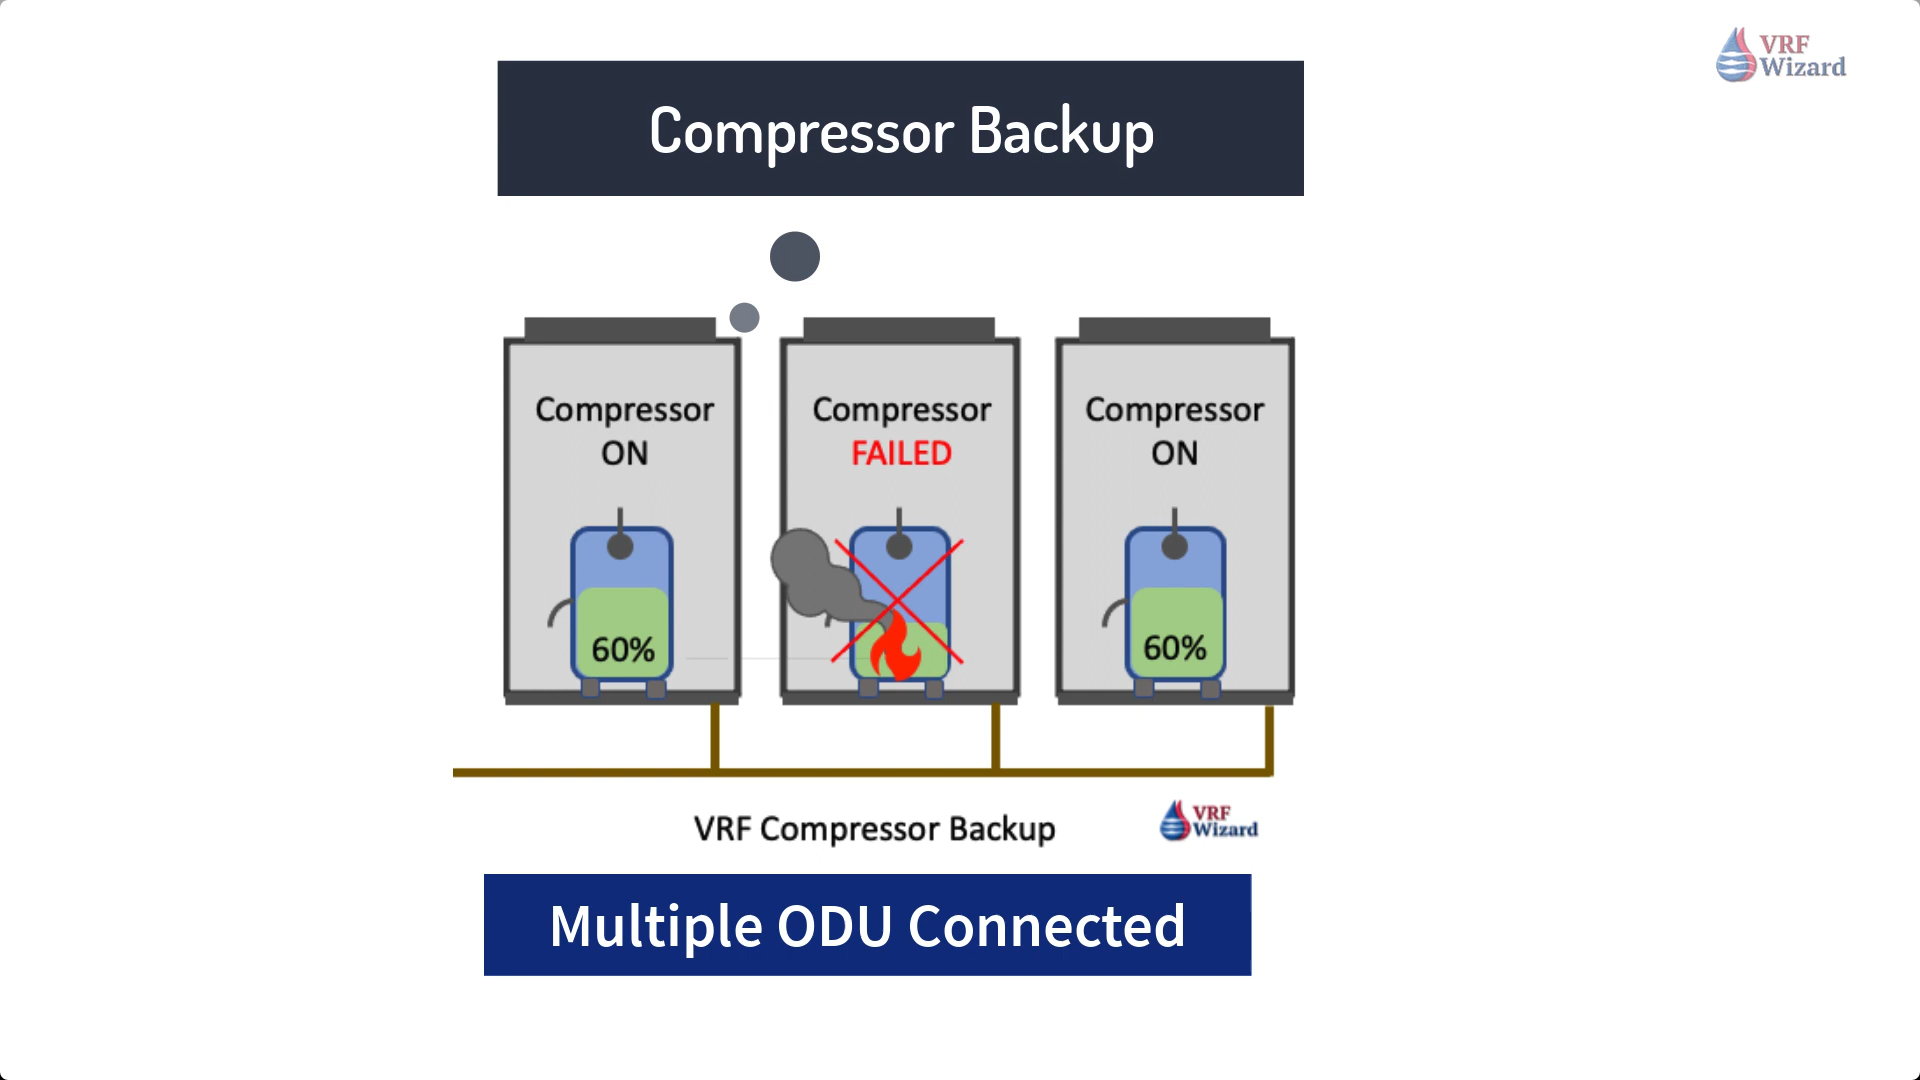 VRF
Wizard
Compressor Backup
Compressor
ON
Compressor
FAILED
Compressor
ON
60%
60%
VRF Compressor Backup
VRF
Wizard
Multiple ODU Connected